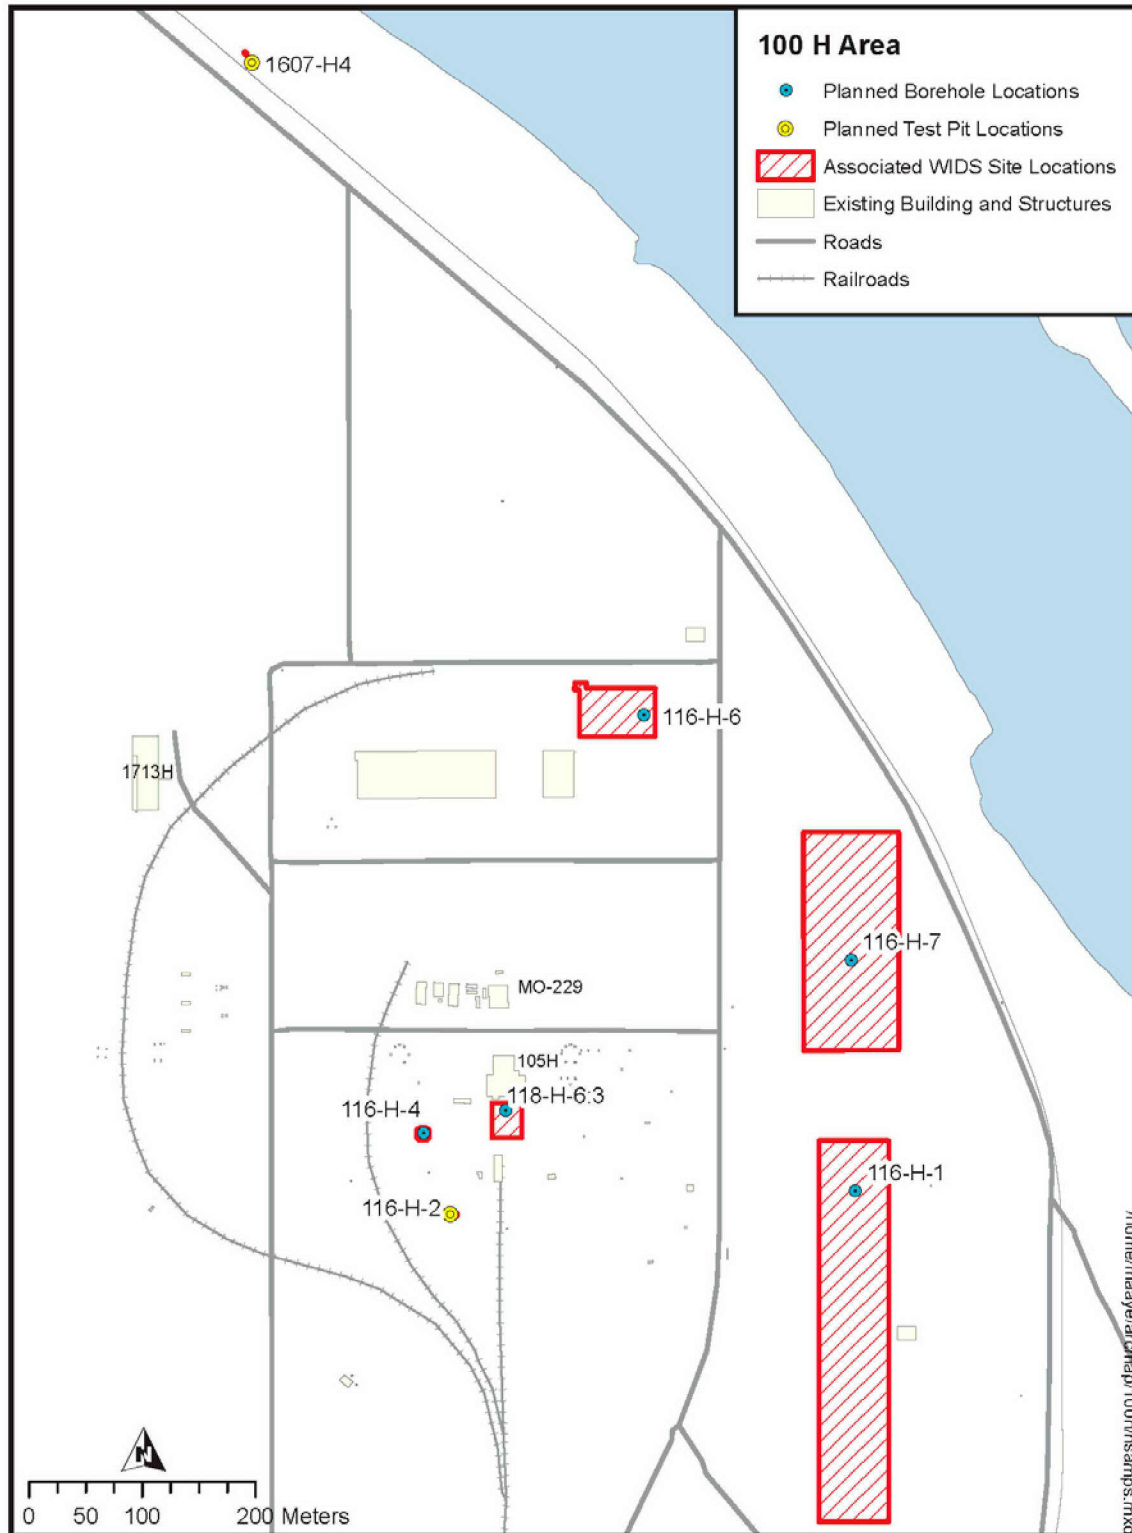 100 H Area
Planned Borehole Locations
Planned Test Pit Locations
Associated WIDS Site Locations
Existing Building and Structures
Roads
Railroads
1607-H4
116-H-6
1713H
116-H-7
MO-229
105H
118-H-6:3
116-H-4
116-H-1
116-H-2
N
0 50 100 200 Meters